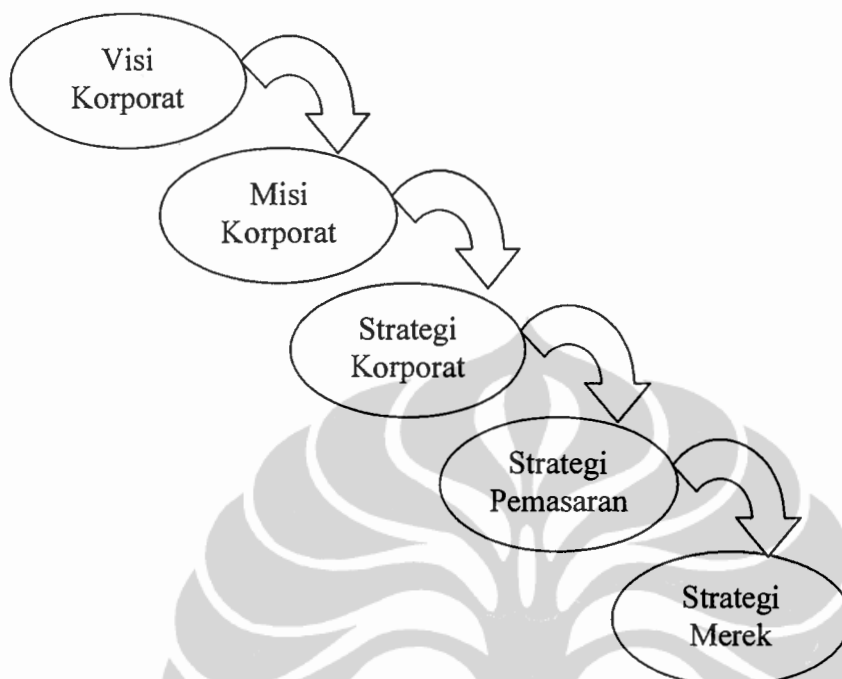 Visi
Korporat
Misi
Korporat
Strategi
Korporat
Strategi
Pemasaran
Strategi
Merek